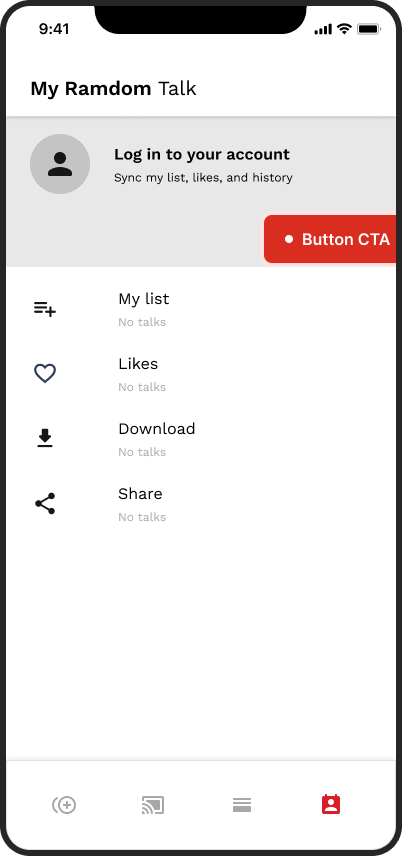 9:41
My Ramdom Talk
Log in to your account
Sync my list, likes, and history
Button CTA
My list
No talks
Likes
No talks
Download
No talks
Share
No talks